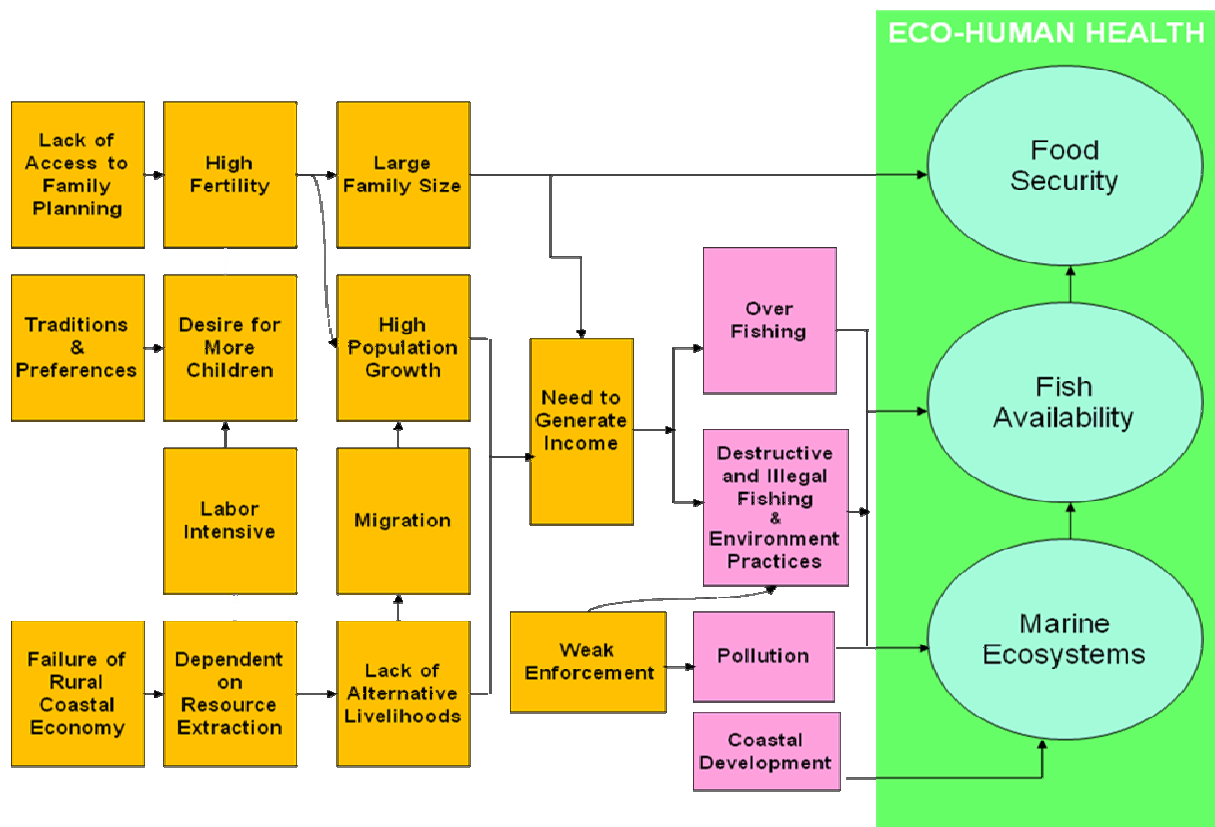 ECO-HUMAN HEALTH
Lack of
Access to
Family
Planning
High
Fertility
Large
Family Size
Food
Security
Traditions
&
Preferences
Desire for
More
Children
High
Population
Growth
Over
Fishing
Need to
Generate
Income
Fish
Availability
Labor
Intensive
Migration
Destructive
and Illegal
Fishing
&
Environment
Practices
Failure of
Rural
Coastal
Economy
Dependent
on
Resource
Extraction
Lack of
Alternative
Livelihoods
Weak
Enforcement
Pollution
Marine
Ecosystems
Coastal
Development